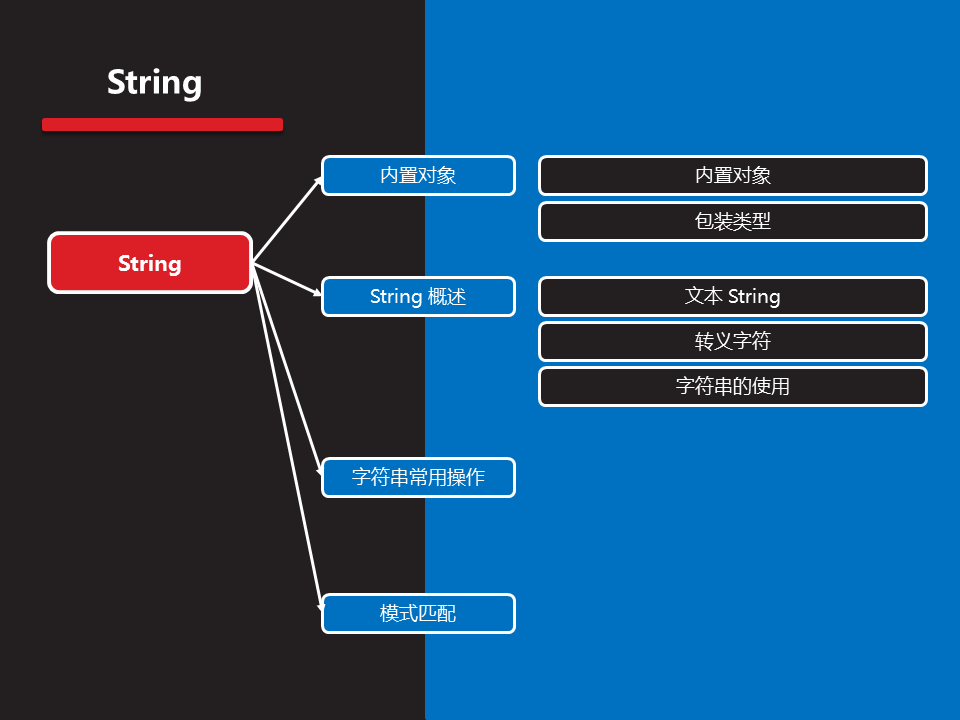 String
String
内置对象
内置对象
包装类型
String 概述
文本 String
转义字符
字符串的使用
字符串常用操作
模式匹配